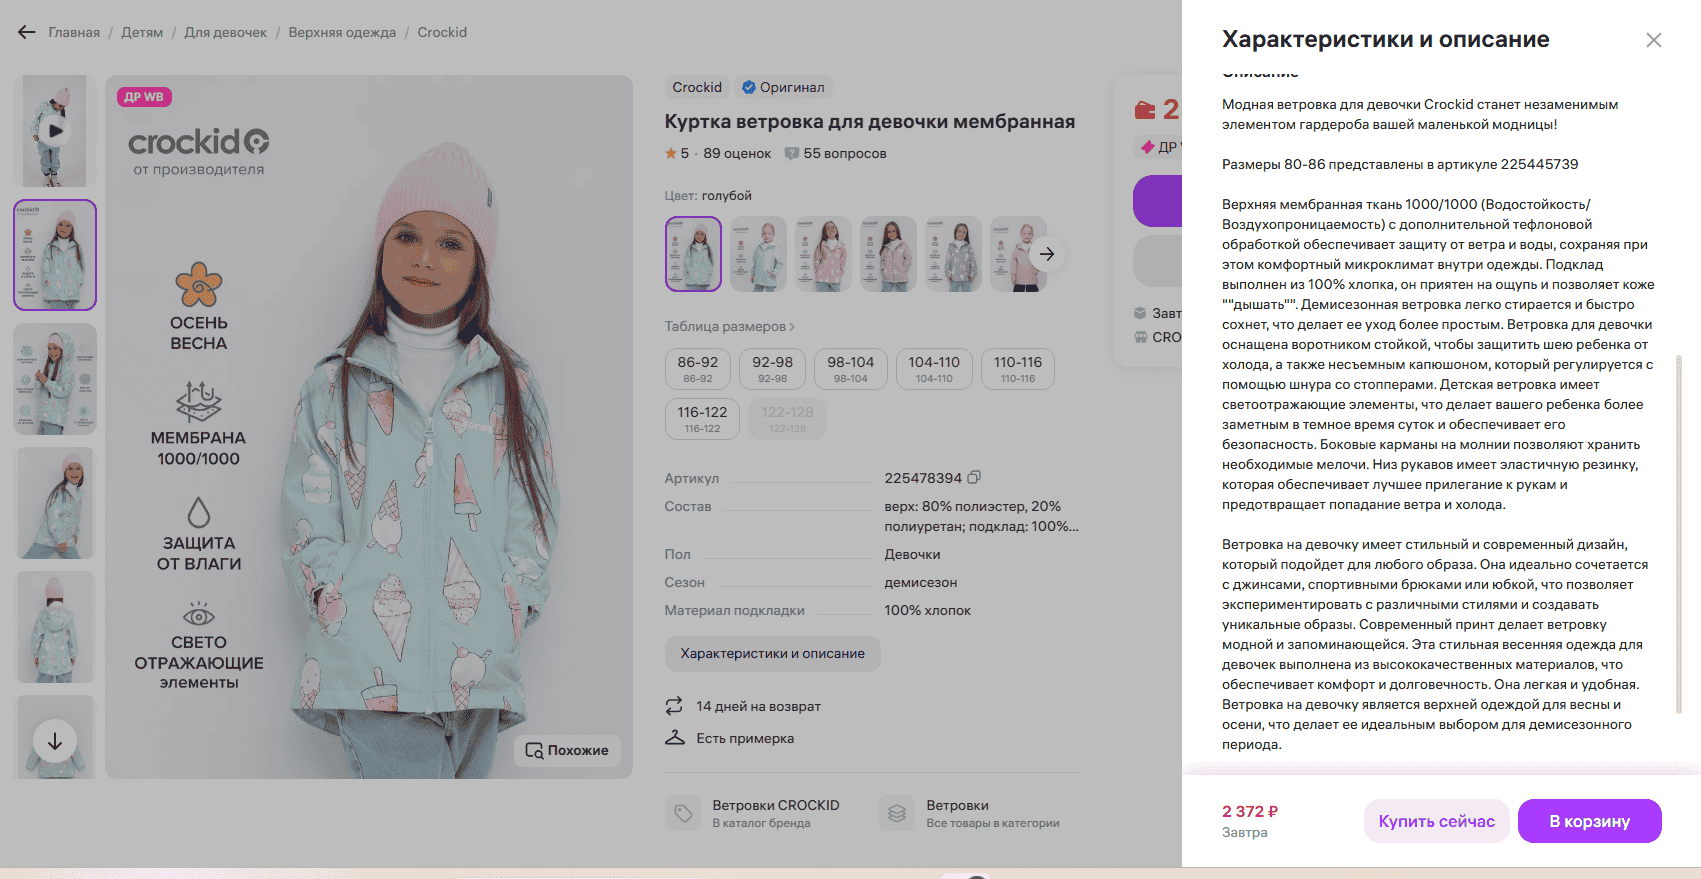 Главная / Детям / Для девочек / Верхняя одежда / Crockid
ДР WB
crockid
от производителя
ОСЕНЬ
ВЕСНА
МЕМБРАНА
1000/1000
ЗАЩИТА
ОТ ВЛАГИ
СВЕТО
ОТРАЖАЮЩИЕ
элементы
Похожие
Crockid
Оригинал
Куртка ветровка для девочки мембранная
5 · 89 оценок
55 вопросов
Цвет: голубой
Таблица размеров
86-92 92-98 98-104 104-110 110-116
86-92 92-98 98-104 104-110 110-116
116-122 122-128
116-122 122-128
Артикул 225478394
Состав верх: 80% полиэстер, 20%
полиуретан; подклад: 100%...
Пол Девочки
Сезон демисезон
Материал подкладки 100% хлопок
Характеристики и описание
14 дней на возврат
Есть примерка
Ветровки CROCKID
В каталог бренда
Ветровки
Все товары в категории
2
ДР
Завт
CRO
Характеристики и описание
Описание
Модная ветровка для девочки Crockid станет незаменимым
элементом гардероба вашей маленькой модницы!
Размеры 80-86 представлены в артикуле 225445739
Верхняя мембранная ткань 1000/1000 (Водостойкость/
Воздухопроницаемость) с дополнительной тефлоновой
обработкой обеспечивает защиту от ветра и воды, сохраняя при
этом комфортный микроклимат внутри одежды. Подклад
выполнен из 100% хлопка, он приятен на ощупь и позволяет коже
""дышать"". Демисезонная ветровка легко стирается и быстро
сохнет, что делает ее уход более простым. Ветровка для девочки
оснащена воротником стойкой, чтобы защитить шею ребенка от
холода, а также несъемным капюшоном, который регулируется с
помощью шнура со стопперами. Детская ветровка имеет
светоотражающие элементы, что делает вашего ребенка более
заметным в темное время суток и обеспечивает его
безопасность. Боковые карманы на молнии позволяют хранить
необходимые мелочи. Низ рукавов имеет эластичную резинку,
которая обеспечивает лучшее прилегание к рукам и
предотвращает попадание ветра и холода.
Ветровка на девочку имеет стильный и современный дизайн,
который подойдет для любого образа. Она идеально сочетается
с джинсами, спортивными брюками или юбкой, что позволяет
экспериментировать с различными стилями и создавать
уникальные образы. Современный принт делает ветровку
модной и запоминающейся. Эта стильная весенняя одежда для
девочек выполнена из высококачественных материалов, что
обеспечивает комфорт и долговечность. Она легкая и удобная.
Ветровка на девочку является верхней одеждой для весны и
осени, что делает ее идеальным выбором для демисезонного
периода.
2 372 ₽
Завтра
Купить сейчас
В корзину